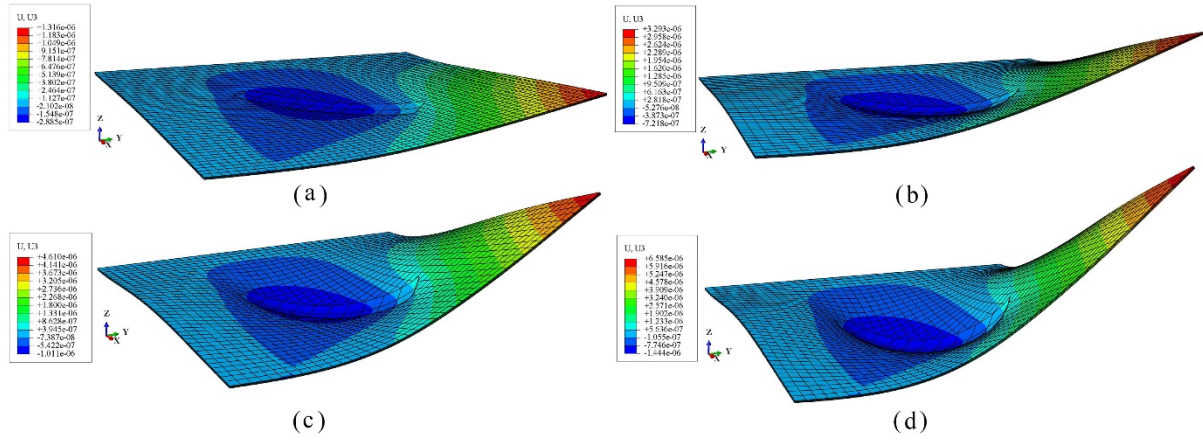 U, U3
+1.316e-06
+1.183e-06
+1.049e-06
+9.151e-07
+7.814e-07
+6.476e-07
+5.139e-07
+3.802e-07
+2.464e-07
+1.127e-07
-2.102e-08
-1.548e-07
-2.885e-07
Z
Y
X
(a)
U, U3
+3.293e-06
+2.958e-06
+2.624e-06
+2.289e-06
+1.954e-06
+1.620e-06
+1.285e-06
+9.509e-07
+6.163e-07
+2.818e-07
-5.276e-08
-3.873e-07
-7.218e-07
Z
Y
X
(b)
U, U3
+4.610e-06
+4.141e-06
+3.673e-06
+3.205e-06
+2.736e-06
+2.268e-06
+1.800e-06
+1.331e-06
+8.628e-07
+3.945e-07
-7.387e-08
-5.422e-07
-1.011e-06
Z
Y
X
(c)
U, U3
+6.585e-06
+5.916e-06
+5.247e-06
+4.578e-06
+3.909e-06
+3.240e-06
+2.571e-06
+1.902e-06
+1.233e-06
+5.636e-07
-1.055e-07
-7.746e-07
-1.444e-06
Z
Y
X
(d)